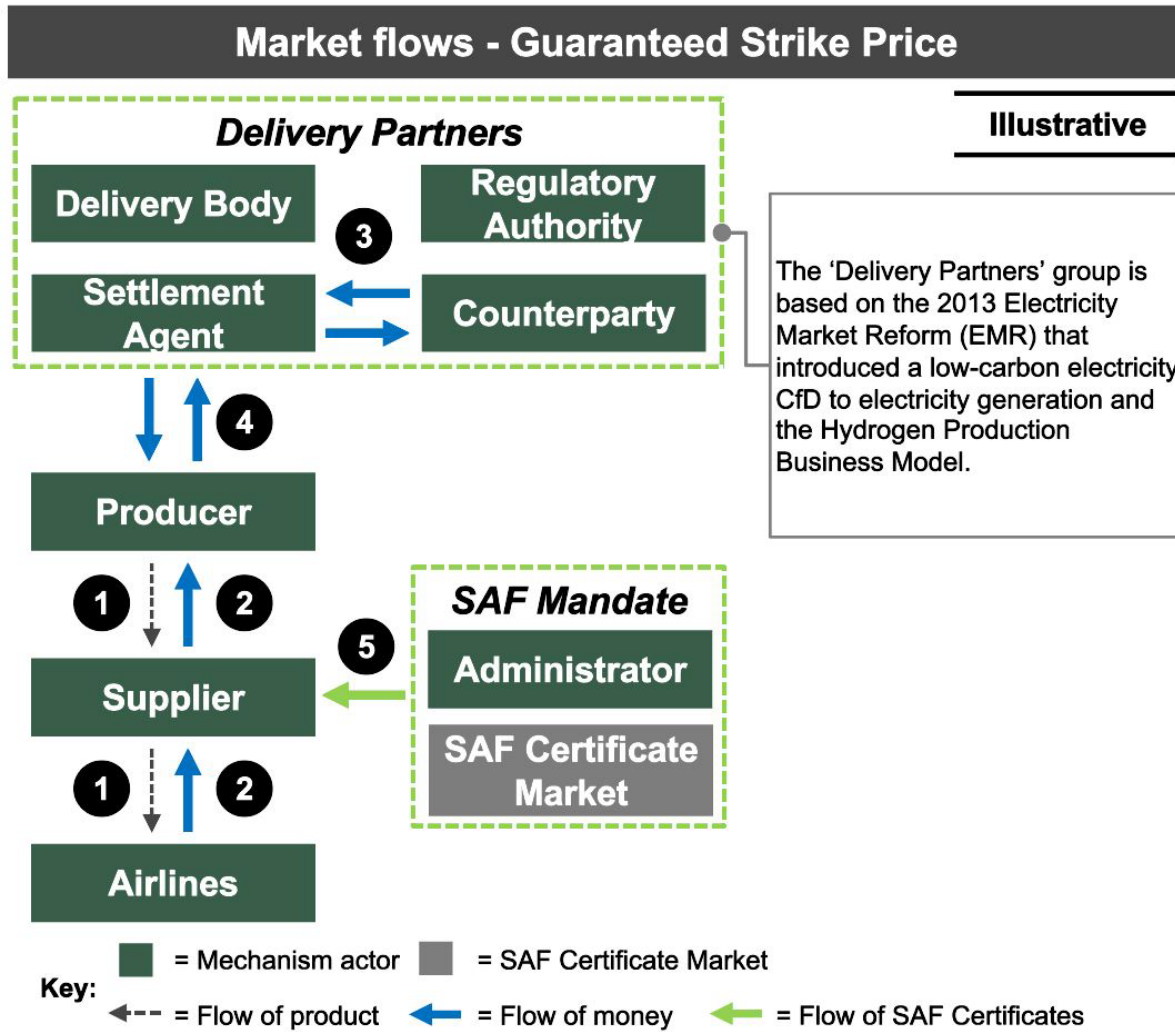 Market flows - Guaranteed Strike Price
Illustrative
Delivery Partners
Delivery Body
Regulatory
Authority
3
Settlement
Agent
Counterparty
The ‘Delivery Partners’ group is
based on the 2013 Electricity
Market Reform (EMR) that
introduced a low-carbon electricity
CfD to electricity generation and
the Hydrogen Production
Business Model.
4
Producer
1
2
SAF Mandate
5
Administrator
Supplier
SAF Certificate
Market
1
2
Airlines
= Mechanism actor
= SAF Certificate Market
Key:
= Flow of product
= Flow of money
= Flow of SAF Certificates